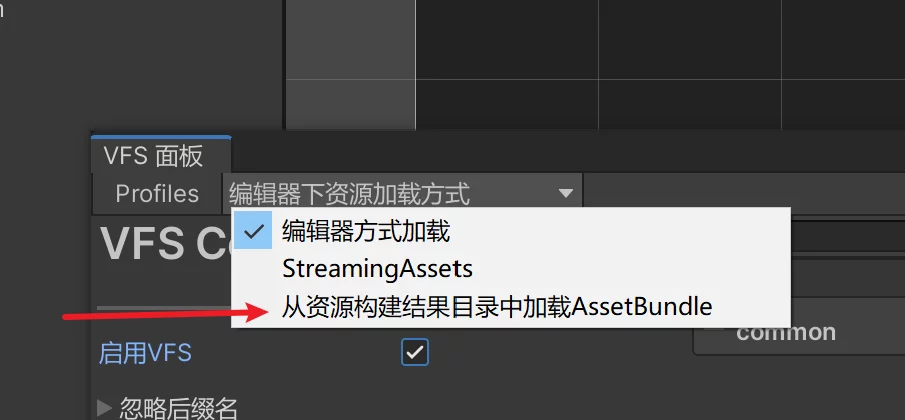 VFS 面板
Profiles 编辑器下资源加载方式
编辑器方式加载
StreamingAssets
从资源构建结果目录中加载AssetBundle
common
启用VFS
忽略后缀名